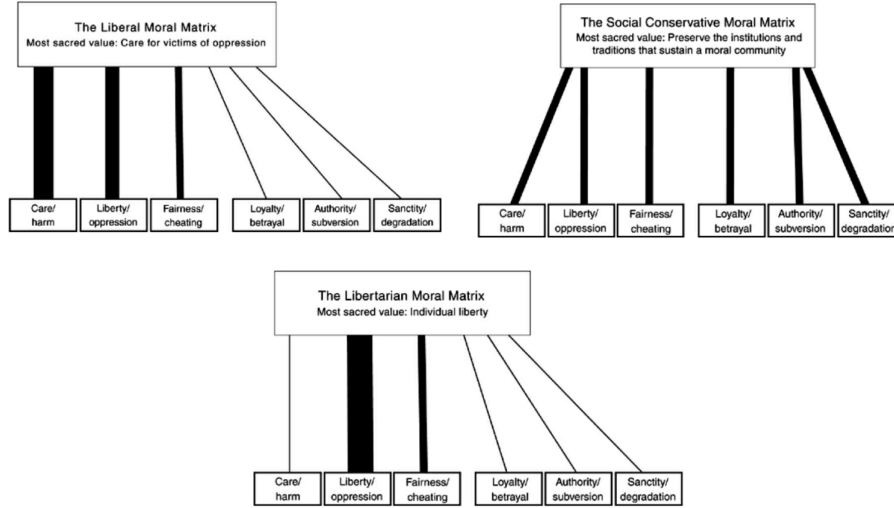 The Liberal Moral Matrix
Most sacred value: Care for victims of oppression
Care/
harm
Liberty/
oppression
Fairness/
cheating
Loyalty/
betrayal
Authority/
subversion
Sanctity/
degradation
The Social Conservative Moral Matrix
Most sacred value: Preserve the institutions and
traditions that sustain a moral community
Care/
harm
Liberty/
oppression
Fairness/
cheating
Loyalty/
betrayal
Authority/
subversion
Sanctity/
degradation
The Libertarian Moral Matrix
Most sacred value: Individual liberty
Care/
harm
Liberty/
oppression
Fairness/
cheating
Loyalty/
betrayal
Authority/
subversion
Sanctity/
degradation